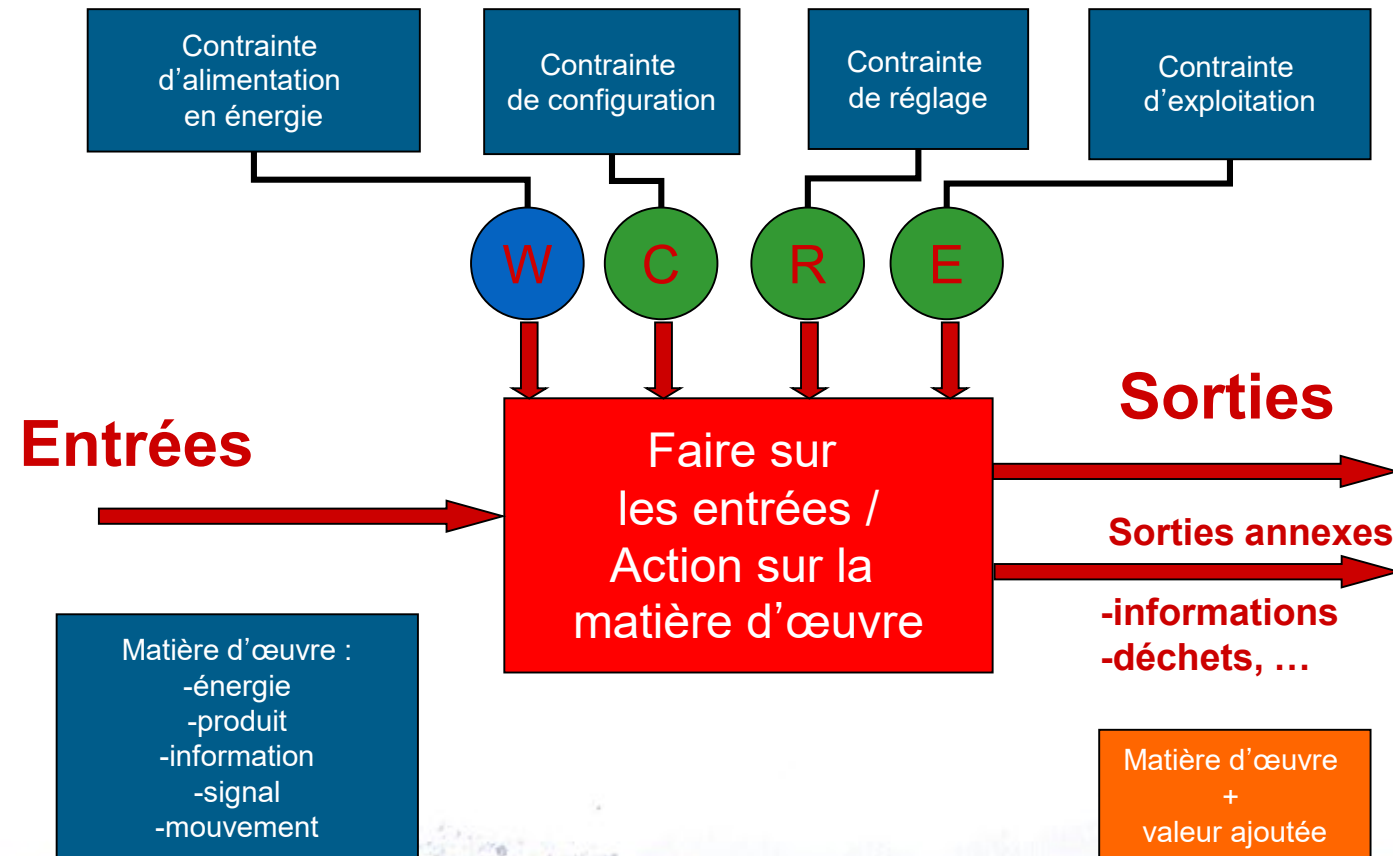 Contrainte
d’alimentation
en énergie
Contrainte
de configuration
Contrainte
de réglage
Contrainte
d’exploitation
W
C
R
E
Entrées
Faire sur
les entrées /
Action sur la
matière d’œuvre
Sorties
Sorties annexes
-informations
-déchets, …
Matière d’œuvre :
-énergie
-produit
-information
-signal
-mouvement
Matière d’œuvre
+
valeur ajoutée